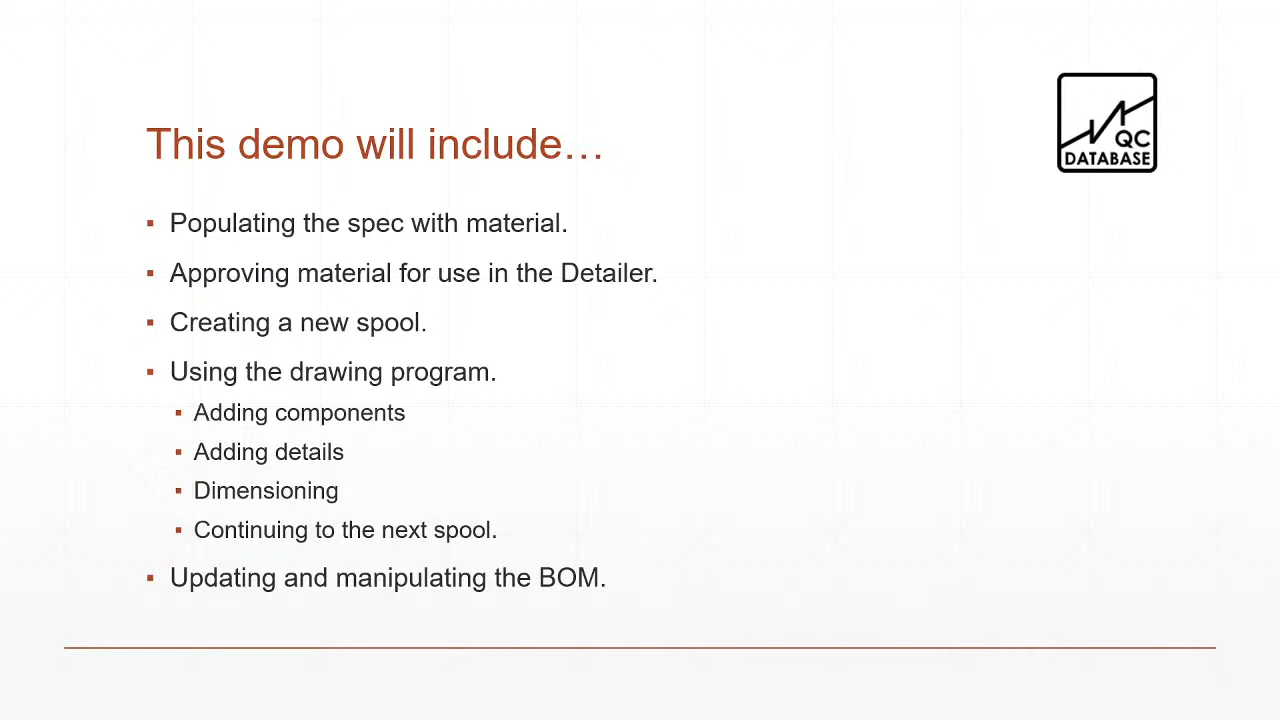 This demo will include…
QC
DATABASE
▪ Populating the spec with material.
▪ Approving material for use in the Detailer.
▪ Creating a new spool.
▪ Using the drawing program.
▪ Adding components
▪ Adding details
▪ Dimensioning
▪ Continuing to the next spool.
▪ Updating and manipulating the BOM.